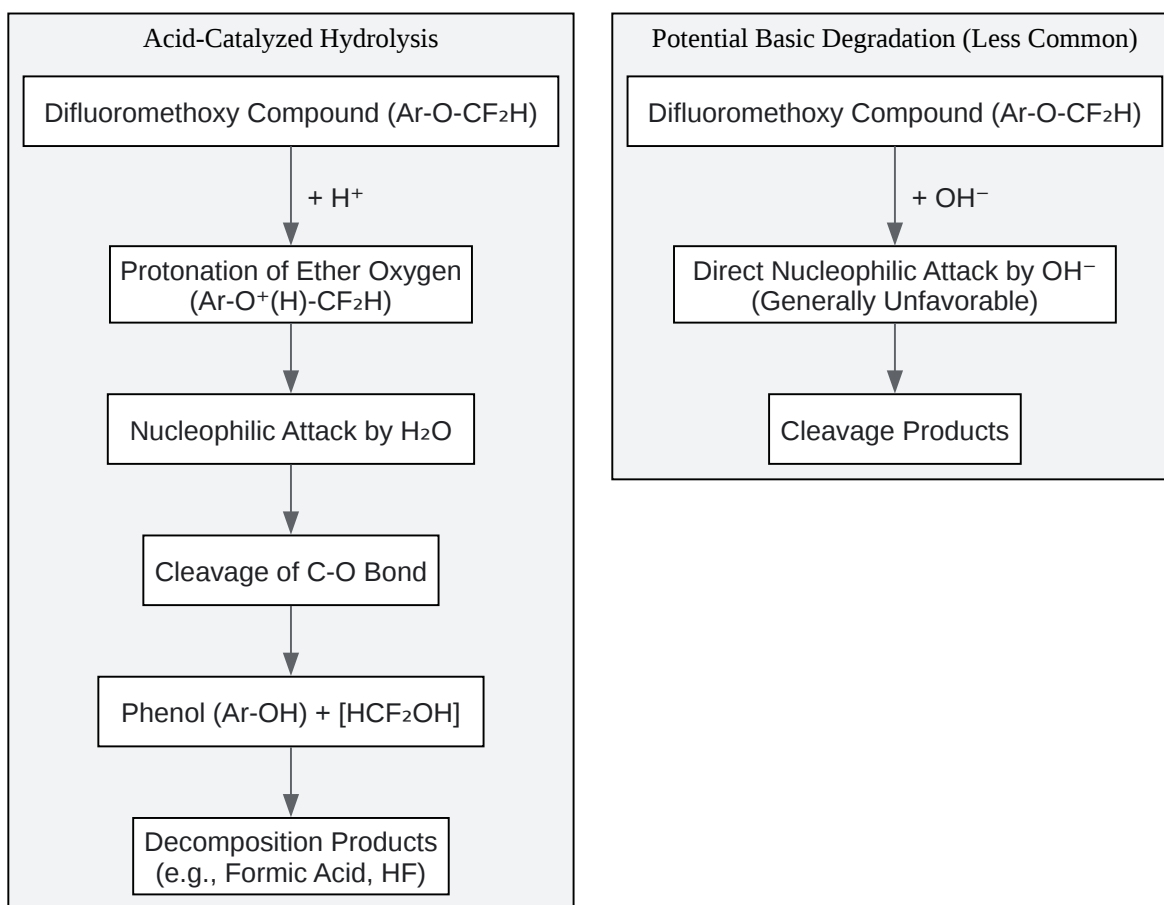 Acid-Catalyzed Hydrolysis
Difluoromethoxy Compound (Ar-O-CF₂H)
+ H⁺
Protonation of Ether Oxygen
(Ar-O⁺(H)-CF₂H)
Nucleophilic Attack by H₂O
Cleavage of C-O Bond
Phenol (Ar-OH) + [HCF₂OH]
Decomposition Products
(e.g., Formic Acid, HF)
Potential Basic Degradation (Less Common)
Difluoromethoxy Compound (Ar-O-CF₂H)
+ OH⁻
Direct Nucleophilic Attack by OH⁻
(Generally Unfavorable)
Cleavage Products